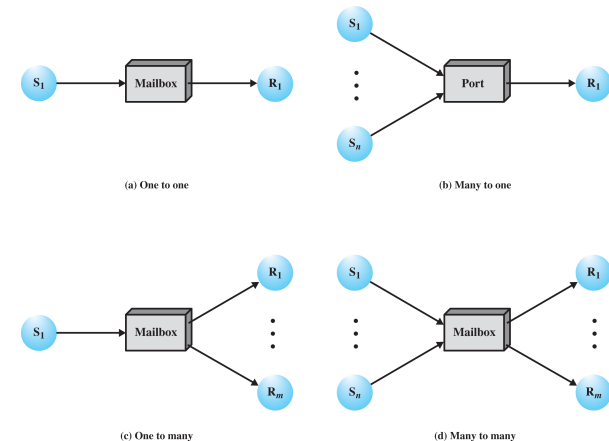 S1
Mailbox
R1
(a) One to one
S1
Sn
Port
R1
(b) Many to one
S1
Mailbox
R1
Rm
(c) One to many
S1
Sn
Mailbox
R1
Rm
(d) Many to many